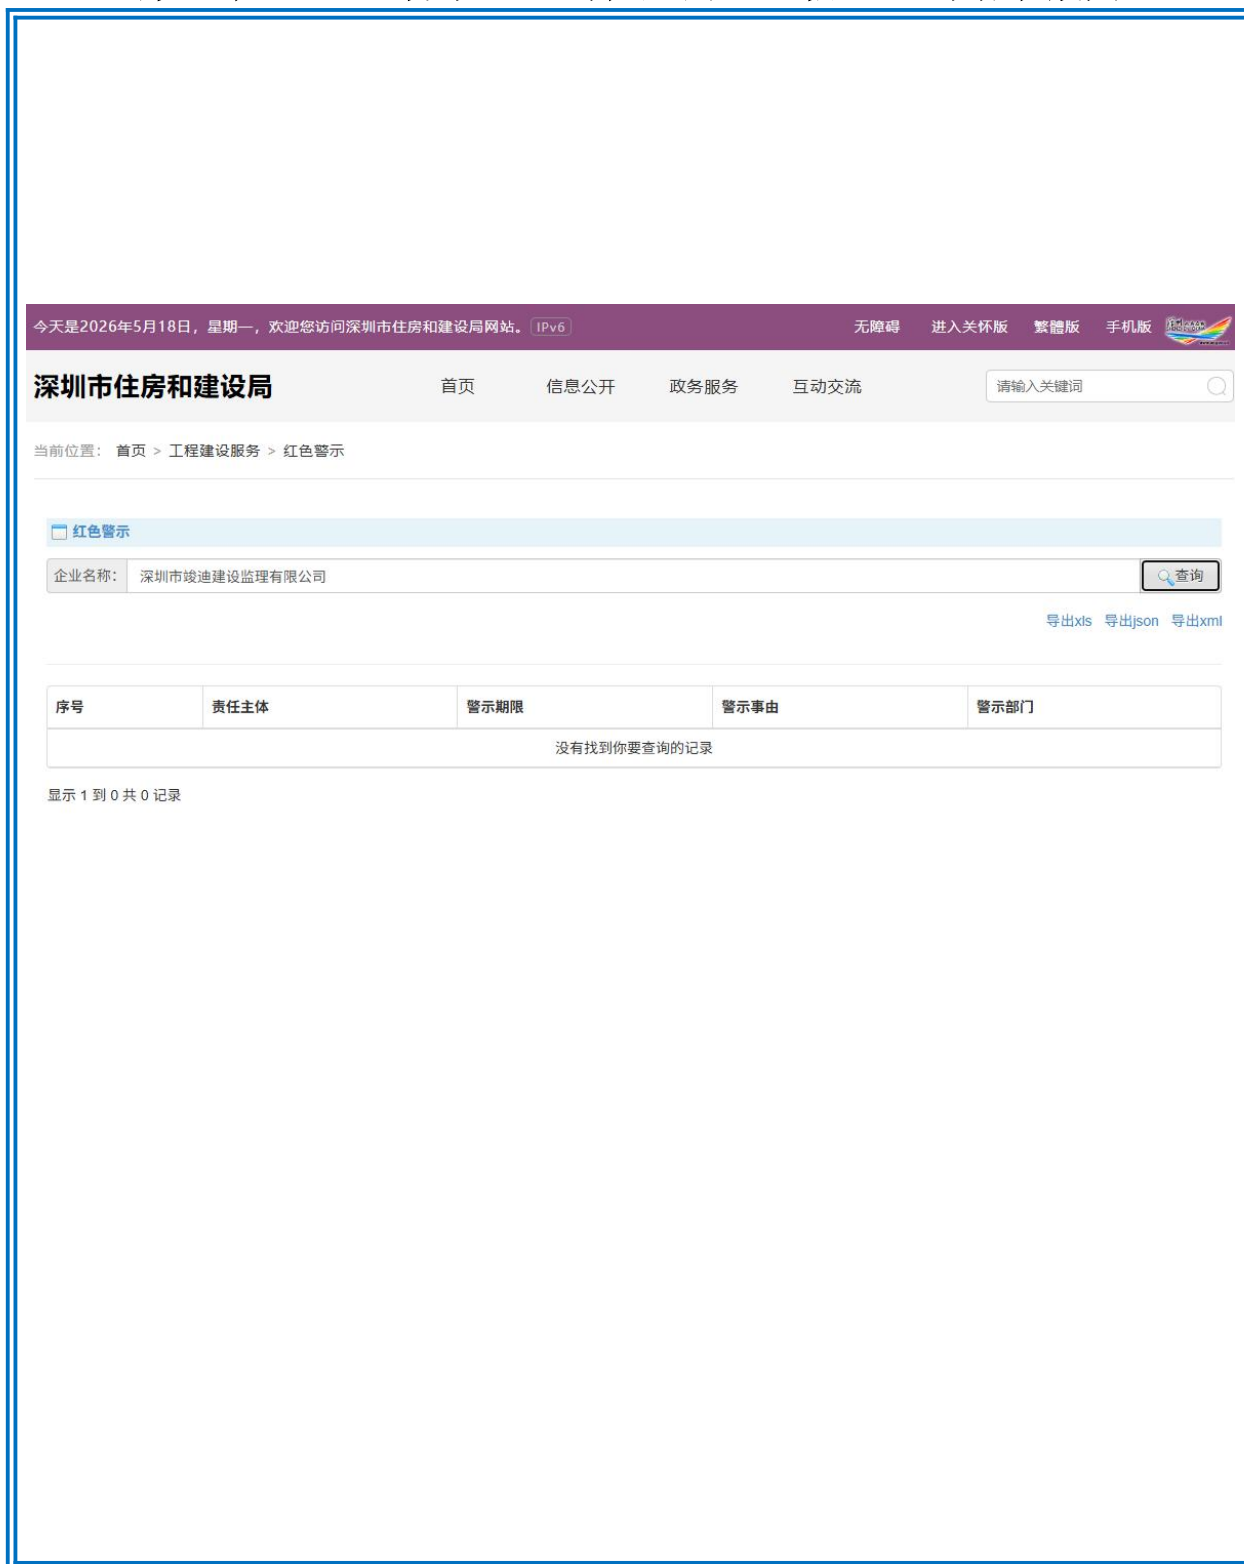 今天是2026年5月18日，星期一，欢迎您访问深圳市住房和建设局网站。 IPv6 无障碍 进入关怀版 繁體版 手机版
深圳市住房和建设局 首页 信息公开 政务服务 互动交流 请输入关键词
当前位置： 首页 > 工程建设服务 > 红色警示
红色警示
企业名称： 深圳市竣迪建设监理有限公司 查询
导出xls 导出json 导出xml
序号 责任主体 警示期限 警示事由 警示部门
没有找到你要查询的记录
显示 1 到 0 共 0 记录